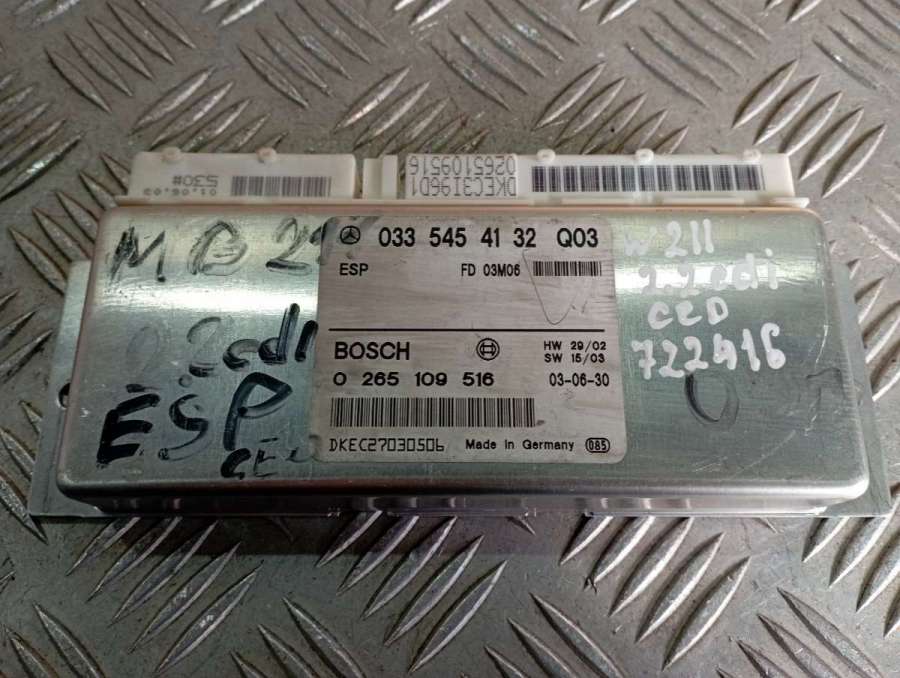 530#
01.06.03
DKEC3I96D1
0265109516
MB 2
033 545 41 32 Q03
ESP FD 03M06
BOSCH HW 29/02
SW 15/03
0 265 109 516 03-06-30
DKEC27030506 Made in Germany 085
2cdi
ESP
W211
2.2cdi
722416